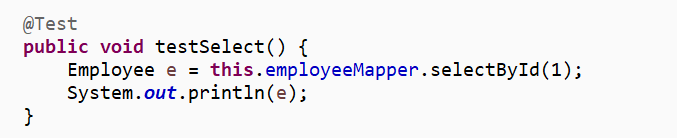 @Test
public void testSelect() {
    Employee e = this.employeeMapper.selectById(1);
    System.out.println(e);
}